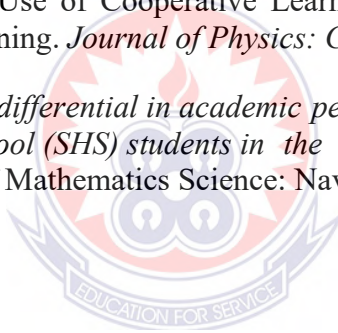 Use of Cooperative Learn
ning. Journal of Physics: C
differential in academic pe
ool (SHS) students in the
Mathematics Science: Nav
EDUCATION FOR SERVICE